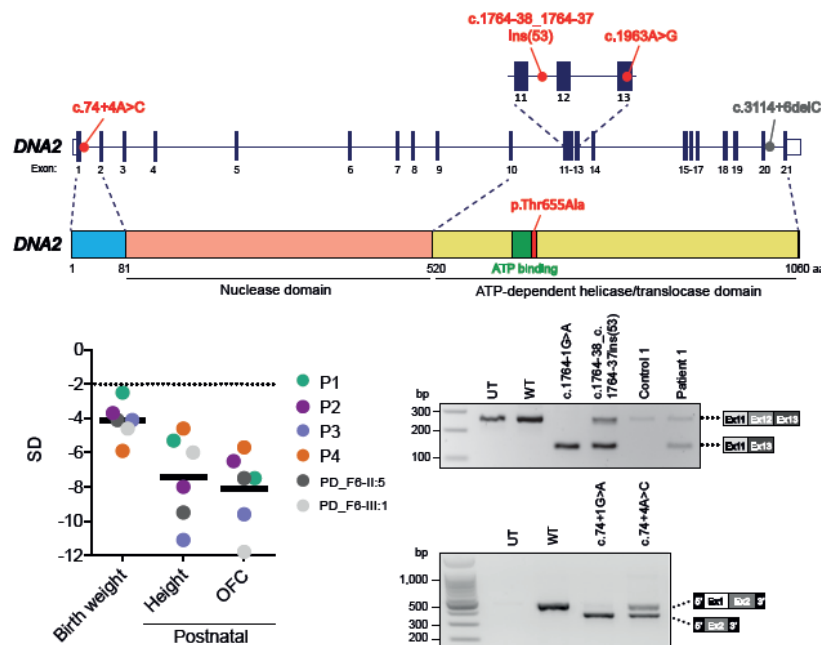 c.1764-38_1764-37
Ins(53)
c.1963A>G
11
12
13
c.74+4A>C
c.3114+6delC
DNA2
Exon:
1
2
3
4
5
6
7
8
9
10
11-13
14
15-17
18
19
20
21
p.Thr655Ala
DNA2
ATP binding
1
81
520
1060 aa
Nuclease domain
ATP-dependent helicase/translocase domain
SD
0
-2
-4
-6
-8
-10
-12
Birth weight
Height
OFC
Postnatal
P1
P2
P3
P4
PD_F6-II:5
PD_F6-III:1
UT
WT
c.1764-1G>A
c.1764-38_c.
1764-37Ins(53)
Control 1
Patient 1
bp
300
200
100
Ex11 Ex12 Ex13
Ex11 Ex13
UT
WT
c.74+1G>A
c.74+4A>C
bp
1,000
500
300
200
5' Ex1 Ex2 3'
5' Ex2 3'